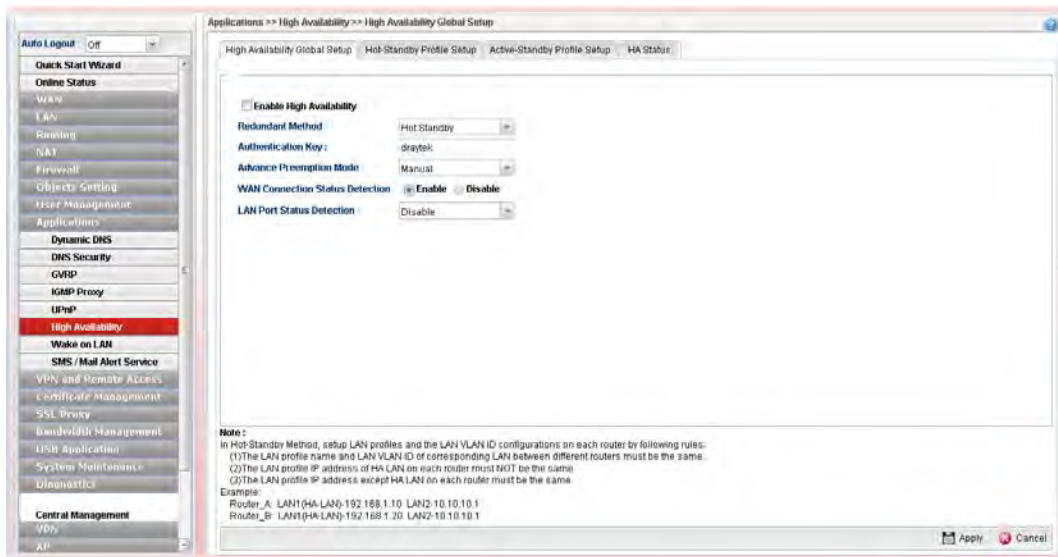 Applications >> High Availability >> High Availability Global Setup
Auto Logout : Off
Quick Start Wizard
Online Status
WAN
LAN
Routing
NAT
Firewall
Objects Setting
User Management
Applications
Dynamic DNS
DNS Security
GVRP
IGMP Proxy
UPnP
High Availability
Wake on LAN
SMS / Mail Alert Service
VPN and Remote Access
Certificate Management
SSL Proxy
Bandwidth Management
USB Application
System Maintenance
Diagnostics
Central Management
VPN
AP
High Availability Global Setup Hot-Standby Profile Setup Active-Standby Profile Setup HA Status
Enable High Availability
Redundant Method Hot Standby
Authentication Key : draytek
Advance Preemption Mode Manual
WAN Connection Status Detection Enable Disable
LAN Port Status Detection Disable
Note :
In Hot-Standby Method, setup LAN profiles and the LAN VLAN ID configurations on each router by following rules:
(1)The LAN profile name and LAN VLAN ID of corresponding LAN between different routers must be the same.
(2)The LAN profile IP address of HA LAN on each router must NOT be the same.
(3)The LAN profile IP address except HA LAN on each router must be the same.
Example:
Router_A: LAN1(HA-LAN)-192.168.1.10 LAN2-10.10.10.1
Router_B: LAN1(HA-LAN)-192.168.1.20 LAN2-10.10.10.1
Apply Cancel